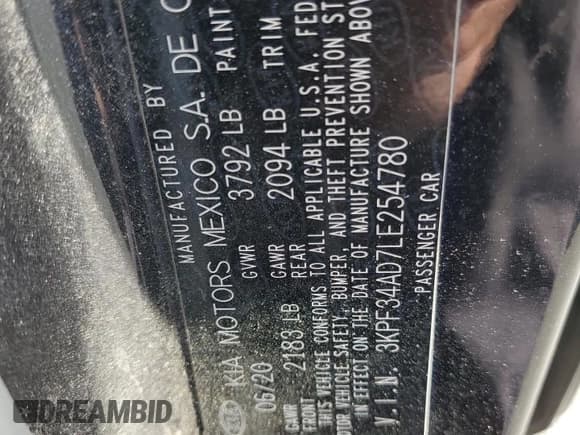 MANUFACTURED BY
KIA MOTORS MEXICO S.A. DE C
06/20 GVWR 3792 LB PAINT
GAWR FRONT 2183 LB GAWR REAR 2094 LB TRIM
THIS VEHICLE CONFORMS TO ALL APPLICABLE U.S.A. FED
VEHICLE SAFETY, BUMPER, AND THEFT PREVENTION ST
EFFECT ON THE DATE OF MANUFACTURE SHOWN ABOV
V.I.N. 3KPF34AD7LE254780
PASSENGER CAR
DREAMBID